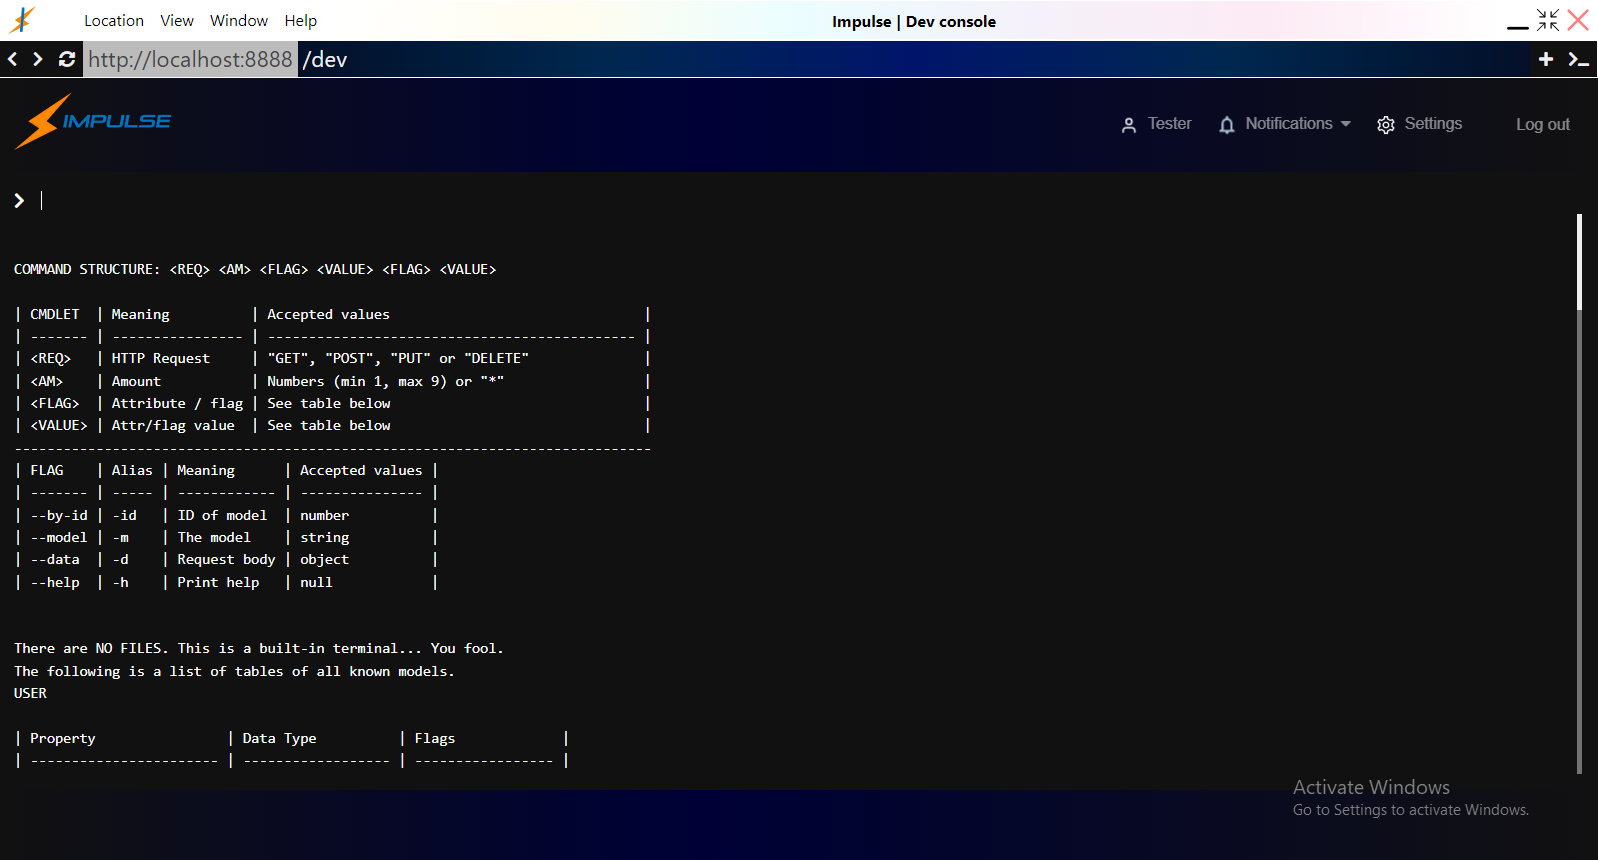 Location View Window Help Impulse | Dev console
http://localhost:8888 /dev
IMPULSE Tester Notifications Settings Log out
COMMAND STRUCTURE: <REQ> <AM> <FLAG> <VALUE> <FLAG> <VALUE>
| CMDLET  | Meaning          | Accepted values                               |
| ------- | ---------------- | --------------------------------------------- |
| <REQ>   | HTTP Request     | "GET", "POST", "PUT" or "DELETE"              |
| <AM>    | Amount           | Numbers (min 1, max 9) or "*"                 |
| <FLAG>  | Attribute / flag | See table below                               |
| <VALUE> | Attr/flag value  | See table below                               |
------------------------------------------------------------------------------
| FLAG    | Alias | Meaning      | Accepted values |
| ------- | ----- | ------------ | --------------- |
| --by-id | -id   | ID of model  | number          |
| --model | -m    | The model    | string          |
| --data  | -d    | Request body | object          |
| --help  | -h    | Print help   | null            |
There are NO FILES. This is a built-in terminal... You fool.
The following is a list of tables of all known models.
USER
| Property                | Data Type          | Flags             |
| ----------------------- | ------------------ | ----------------- |
Activate Windows
Go to Settings to activate Windows.